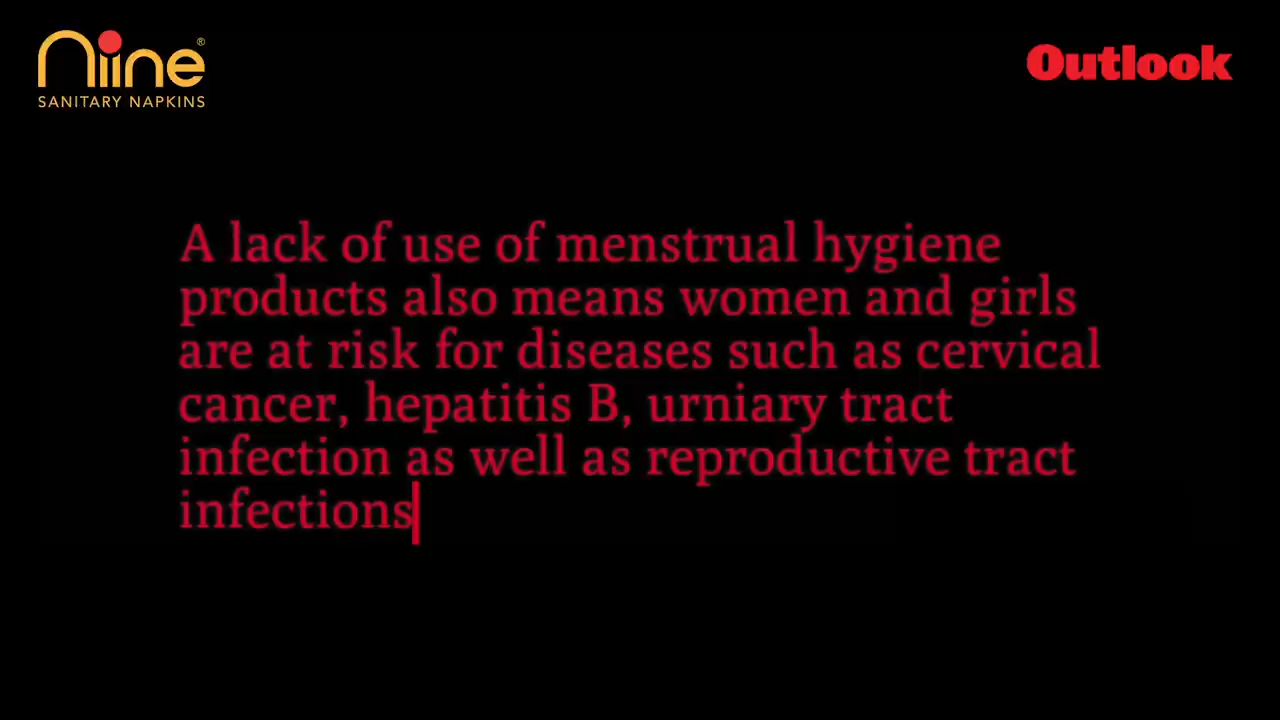 Niine®
SANITARY NAPKINS
Outlook
A lack of use of menstrual hygiene
products also means women and girls
are at risk for diseases such as cervical
cancer, hepatitis B, urniary tract
infection as well as reproductive tract
infections